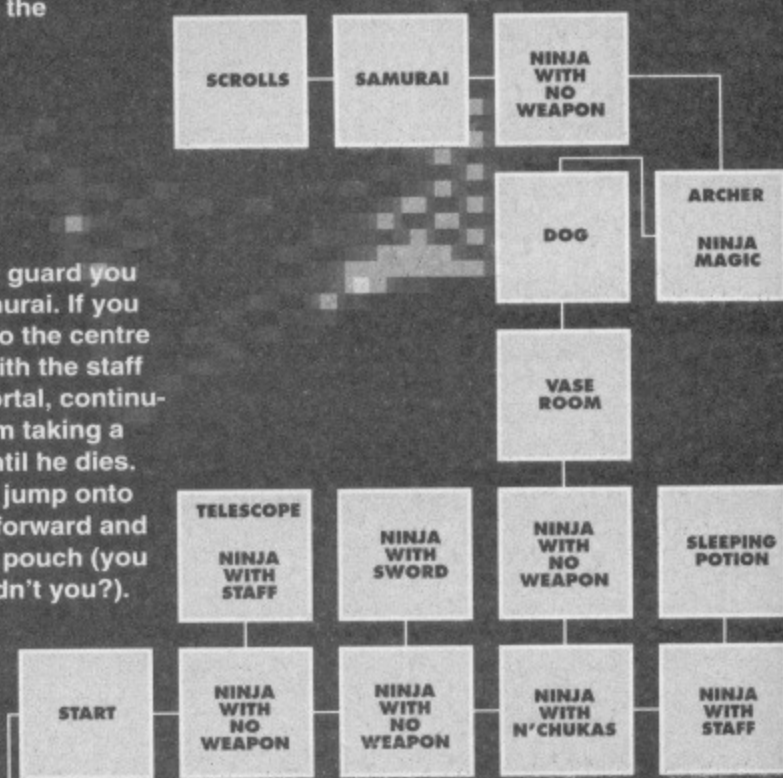 the
guard you
urai. If you
o the centre
ith the staff
ortal, continu-
m taking a
ntil he dies.
jump onto
forward and
pouch (you
dn't you?).
SCROLLS
SAMURAI
NINJA
WITH
NO
WEAPON
DOG
ARCHER
NINJA
MAGIC
VASE
ROOM
TELESCOPE
NINJA
WITH
STAFF
NINJA
WITH
SWORD
NINJA
WITH
NO
WEAPON
SLEEPING
POTION
START
NINJA
WITH
NO
WEAPON
NINJA
WITH
NO
WEAPON
NINJA
WITH
N'CHUKAS
NINJA
WITH
STAFF